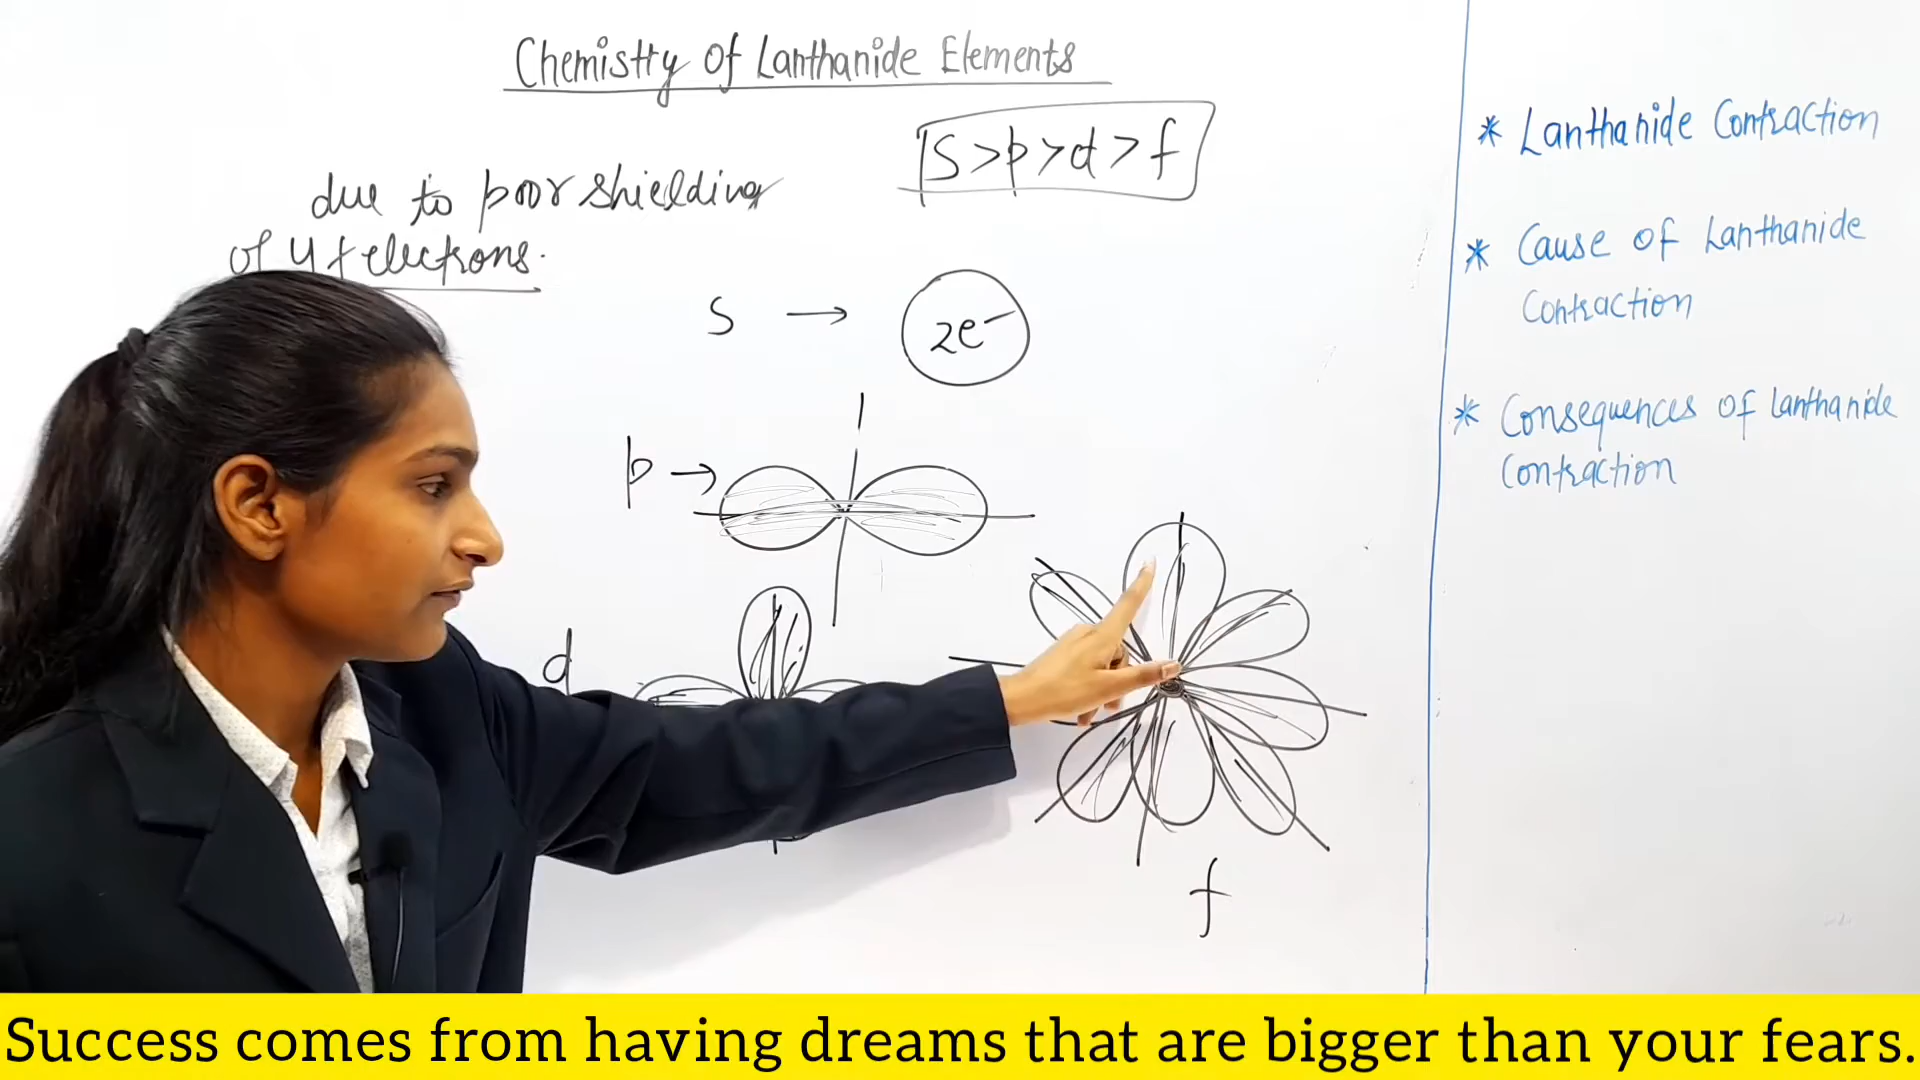 Chemistry Of Lanthanide Elements
S > p > d > f
due to poor shielding
of 4f electrons.
S → 2e⁻
p →
d
f
* Lanthanide Contraction
* Cause of Lanthanide
Contraction
* Consequences of Lanthanide
Contraction
Success comes from having dreams that are bigger than your fears.